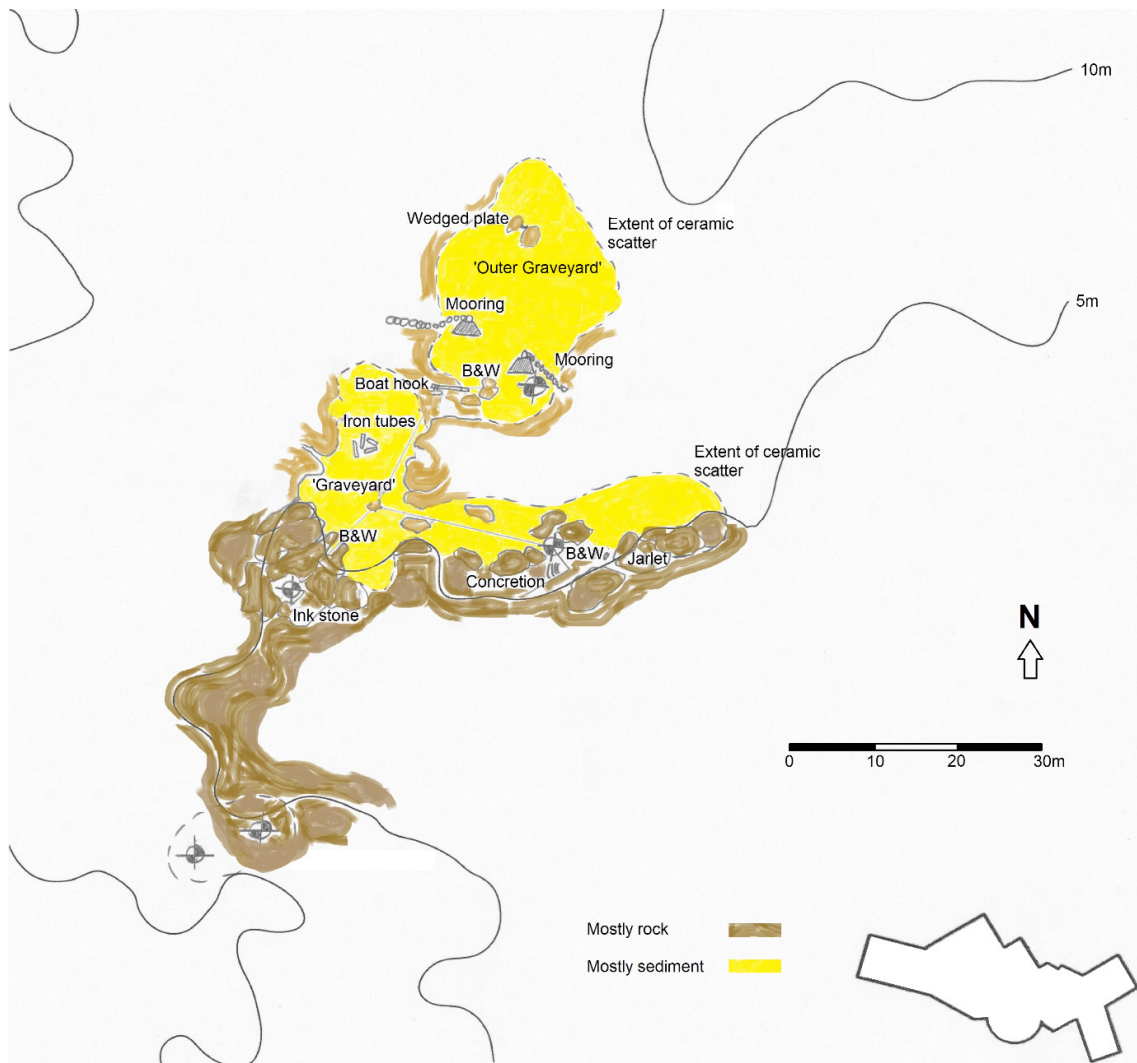 10m
Wedged plate
Extent of ceramic
scatter
'Outer Graveyard'
Mooring
5m
Mooring
B&W
Boat hook
Iron tubes
Extent of ceramic
scatter
'Graveyard'
B&W
B&W
Jarlet
Concretion
Ink stone
N
0 10 20 30m
Mostly rock
Mostly sediment